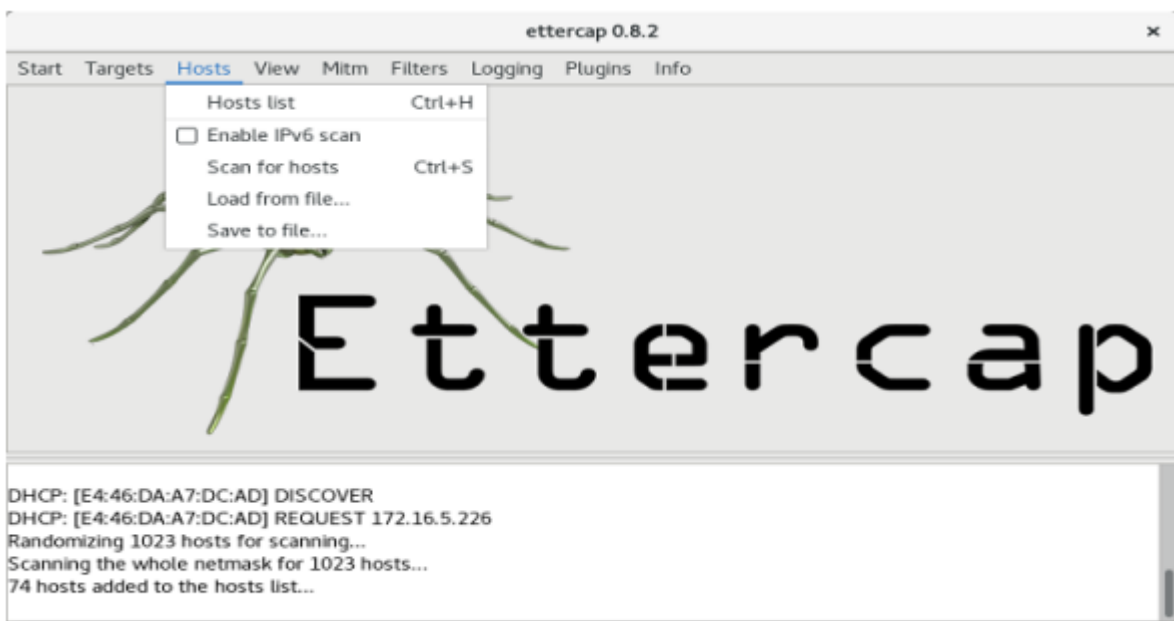 ettercap 0.8.2 ×
Start Targets Hosts View Mitm Filters Logging Plugins Info
Hosts list Ctrl+H
Enable IPv6 scan
Scan for hosts Ctrl+S
Load from file...
Save to file...
Ettercap
DHCP: [E4:46:DA:A7:DC:AD] DISCOVER
DHCP: [E4:46:DA:A7:DC:AD] REQUEST 172.16.5.226
Randomizing 1023 hosts for scanning...
Scanning the whole netmask for 1023 hosts...
74 hosts added to the hosts list...